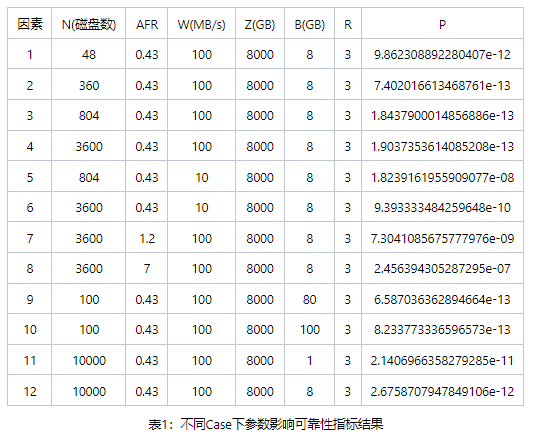 因素 N(磁盘数) AFR W(MB/s) Z(GB) B(GB) R P
1 48 0.43 100 8000 8 3 9.862308892280407e-12
2 360 0.43 100 8000 8 3 7.402016613468761e-13
3 804 0.43 100 8000 8 3 1.8437900014856886e-13
4 3600 0.43 100 8000 8 3 1.9037353614085208e-13
5 804 0.43 10 8000 8 3 1.8239161955909077e-08
6 3600 0.43 10 8000 8 3 9.393333484259648e-10
7 3600 1.2 100 8000 8 3 7.3041085675777976e-09
8 3600 7 100 8000 8 3 2.456394305287295e-07
9 100 0.43 100 8000 80 3 6.587036362894664e-13
10 100 0.43 100 8000 100 3 8.233773336596573e-13
11 10000 0.43 100 8000 1 3 2.1406966358279285e-11
12 10000 0.43 100 8000 8 3 2.6758707947849106e-12
表1：不同Case下参数影响可靠性指标结果